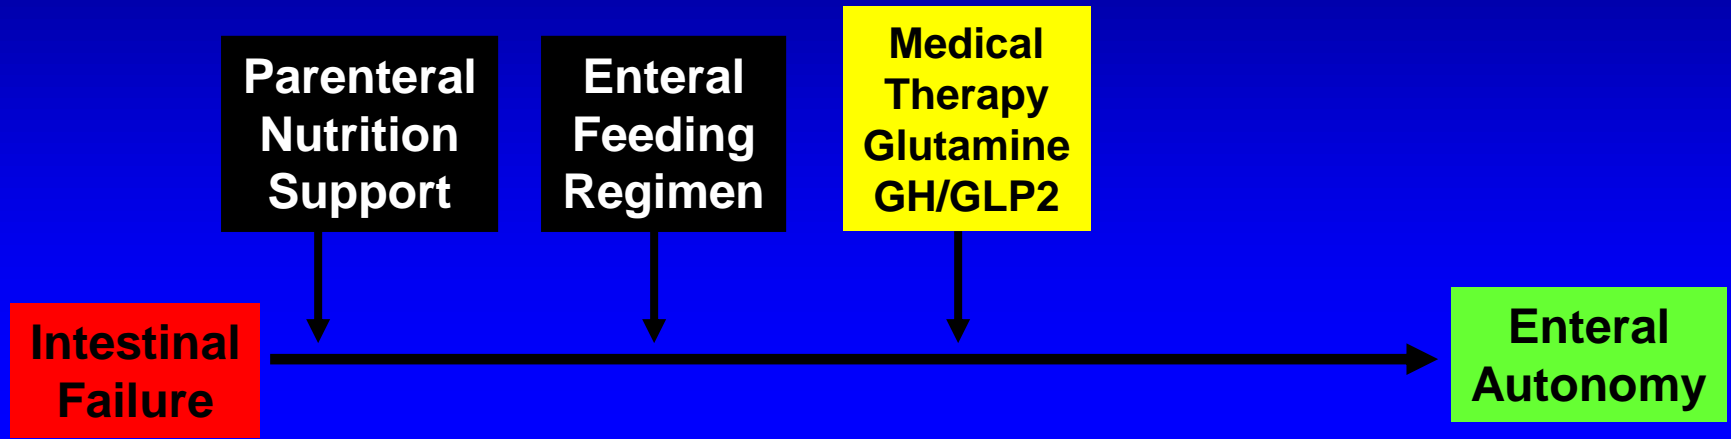 Parenteral
Nutrition
Support
Enteral
Feeding
Regimen
Medical
Therapy
Glutamine
GH/GLP2
Intestinal
Failure
Enteral
Autonomy